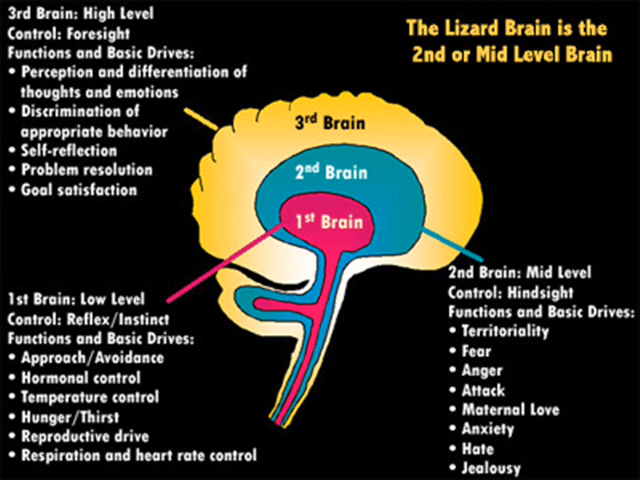 3rd Brain: High Level
Control: Foresight
Functions and Basic Drives:
• Perception and differentiation of
thoughts and emotions
• Discrimination of
appropriate behavior
• Self-reflection
• Problem resolution
• Goal satisfaction
The Lizard Brain is the
2nd or Mid Level Brain
3rd Brain
2nd Brain
1st Brain
1st Brain: Low Level
Control: Reflex/Instinct
Functions and Basic Drives:
• Approach/Avoidance
• Hormonal control
• Temperature control
• Hunger/Thirst
• Reproductive drive
• Respiration and heart rate control
2nd Brain: Mid Level
Control: Hindsight
Functions and Basic Drives:
• Territoriality
• Fear
• Anger
• Attack
• Maternal Love
• Anxiety
• Hate
• Jealousy